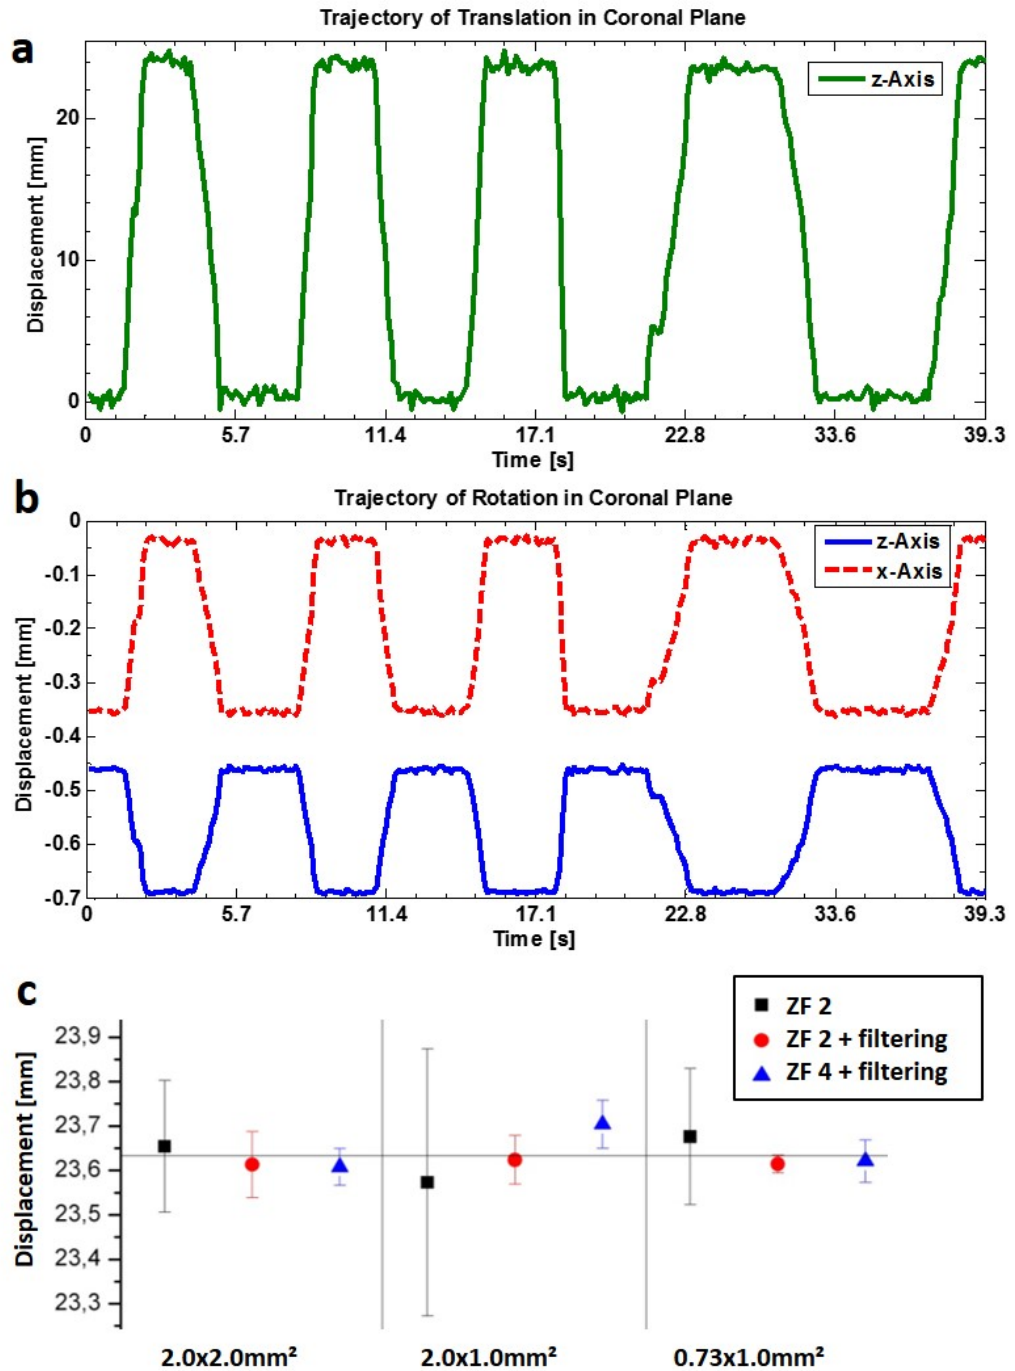 Trajectory of Translation in Coronal Plane
a
z-Axis
Displacement [mm]
20
10
0
0 5.7 11.4 17.1 22.8 33.6 39.3
Time [s]
b
Trajectory of Rotation in Coronal Plane
z-Axis
x-Axis
Displacement [mm]
0
-0.1
-0.2
-0.3
-0.4
-0.5
-0.6
-0.7
0 5.7 11.4 17.1 22.8 33.6 39.3
Time [s]
c
ZF 2
ZF 2 + filtering
ZF 4 + filtering
Displacement [mm]
23,9
23,8
23,7
23,6
23,5
23,4
23,3
2.0x2.0mm² 2.0x1.0mm² 0.73x1.0mm²